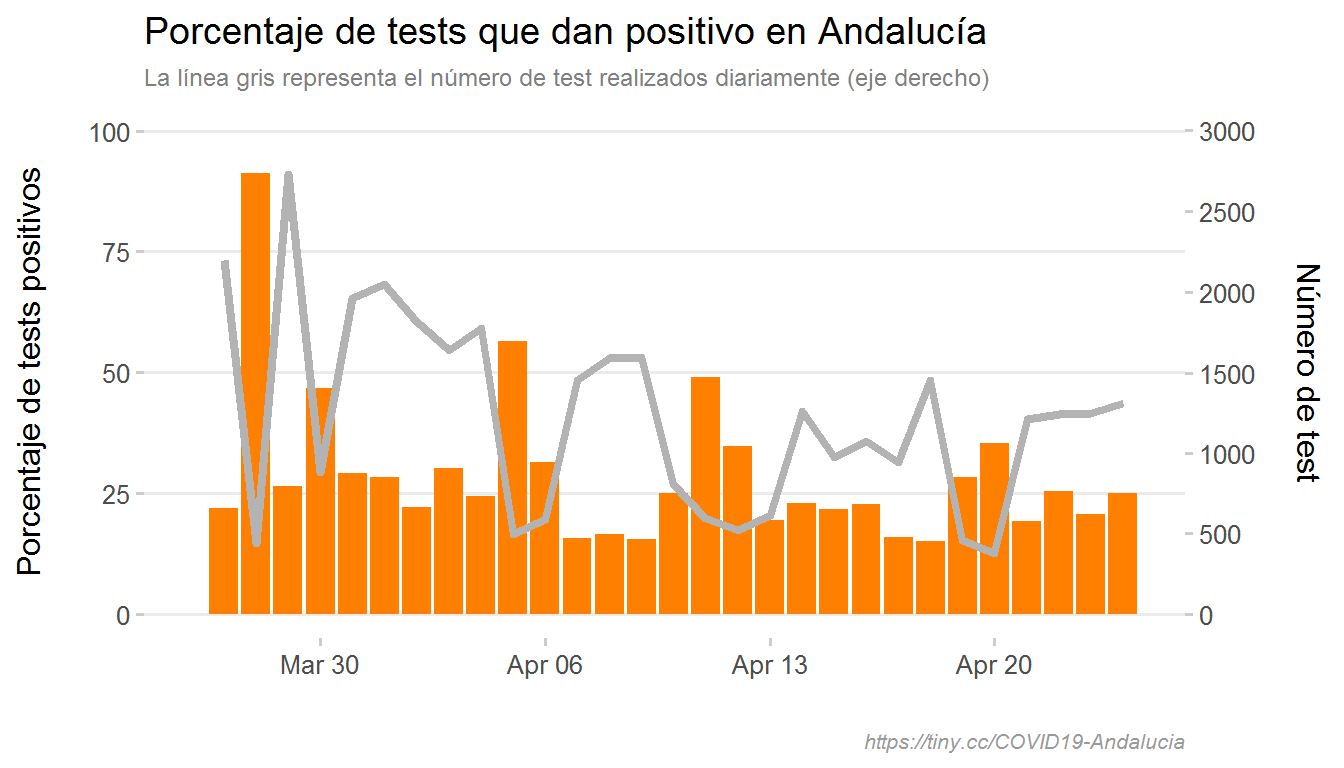 Porcentaje de tests que dan positivo en Andalucía
La línea gris representa el número de test realizados diariamente (eje derecho)
Porcentaje de tests positivos
100
75
50
25
0
3000
2500
2000
1500
1000
500
0
Número de test
Mar 30
Apr 06
Apr 13
Apr 20
https://tiny.cc/COVID19-Andalucia